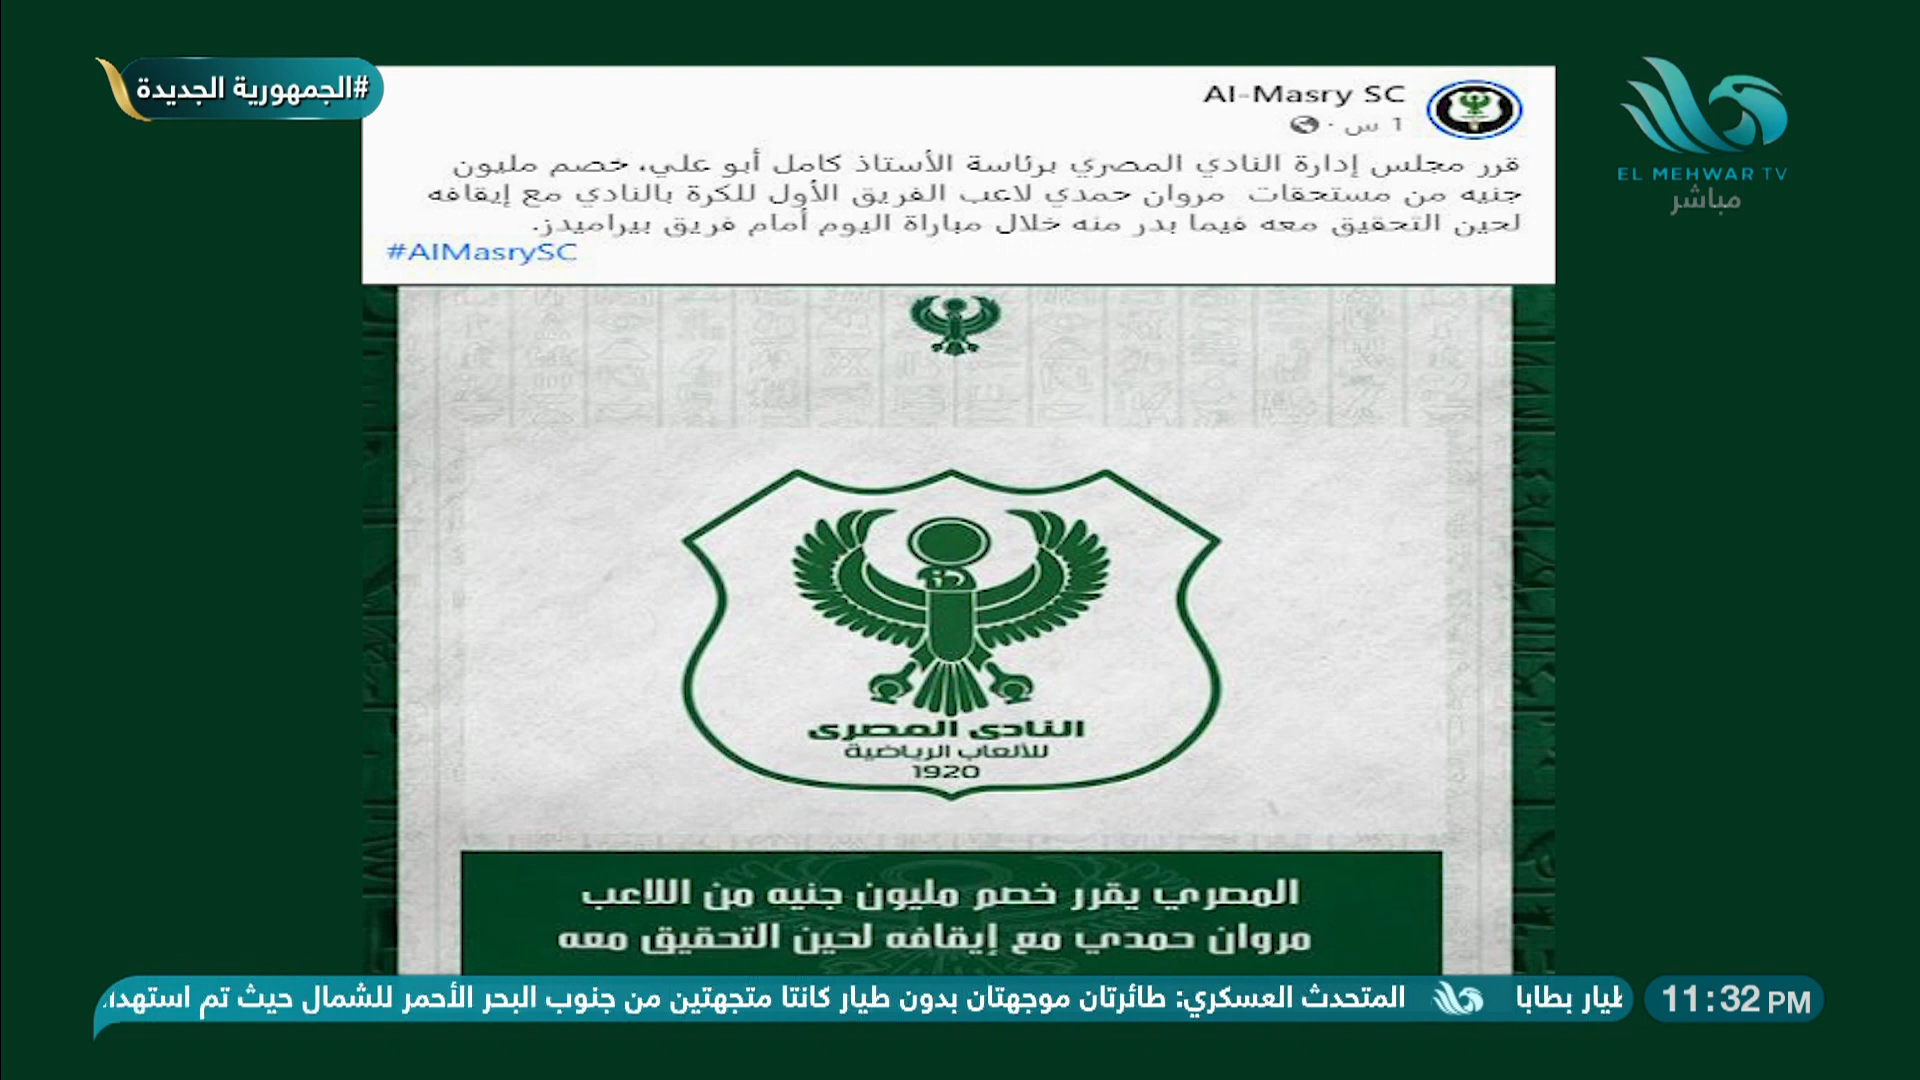 #الجمهورية الجديدة
Al-Masry SC
1 س ·
قرر مجلس إدارة النادي المصري برئاسة الأستاذ كامل أبو علي، خصم مليون
جنيه من مستحقات مروان حمدي لاعب الفريق الأول للكرة بالنادي مع إيقافه
لحين التحقيق معه فيما بدر منه خلال مباراة اليوم أمام فريق بيراميدز.
#AlMasrySC
EL MEHWAR TV
مباشر
النادى المصرى
للألعاب الرياضية
1920
المصري يقرر خصم مليون جنيه من اللاعب
مروان حمدي مع إيقافه لحين التحقيق معه
طيار بطابا المتحدث العسكري: طائرتان موجهتان بدون طيار كانتا متجهتين من جنوب البحر الأحمر للشمال حيث تم استهدا
11:32 PM